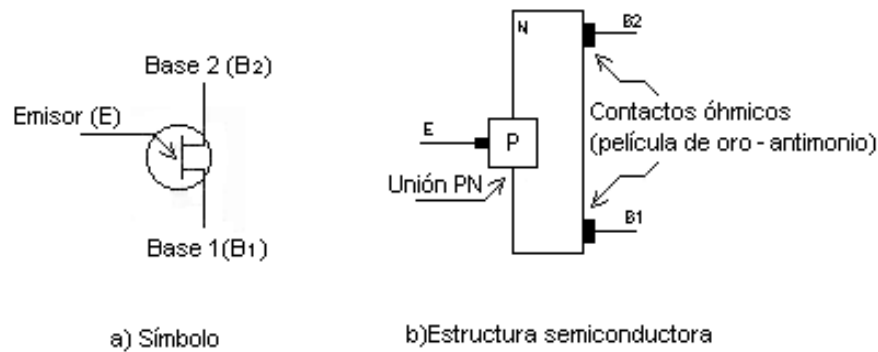 Base 2 (B2)
Emisor (E)
Base 1(B1)
a) Símbolo
N
B2
Contactos óhmicos
(película de oro - antimonio)
E
P
Unión PN
B1
b)Estructura semiconductora